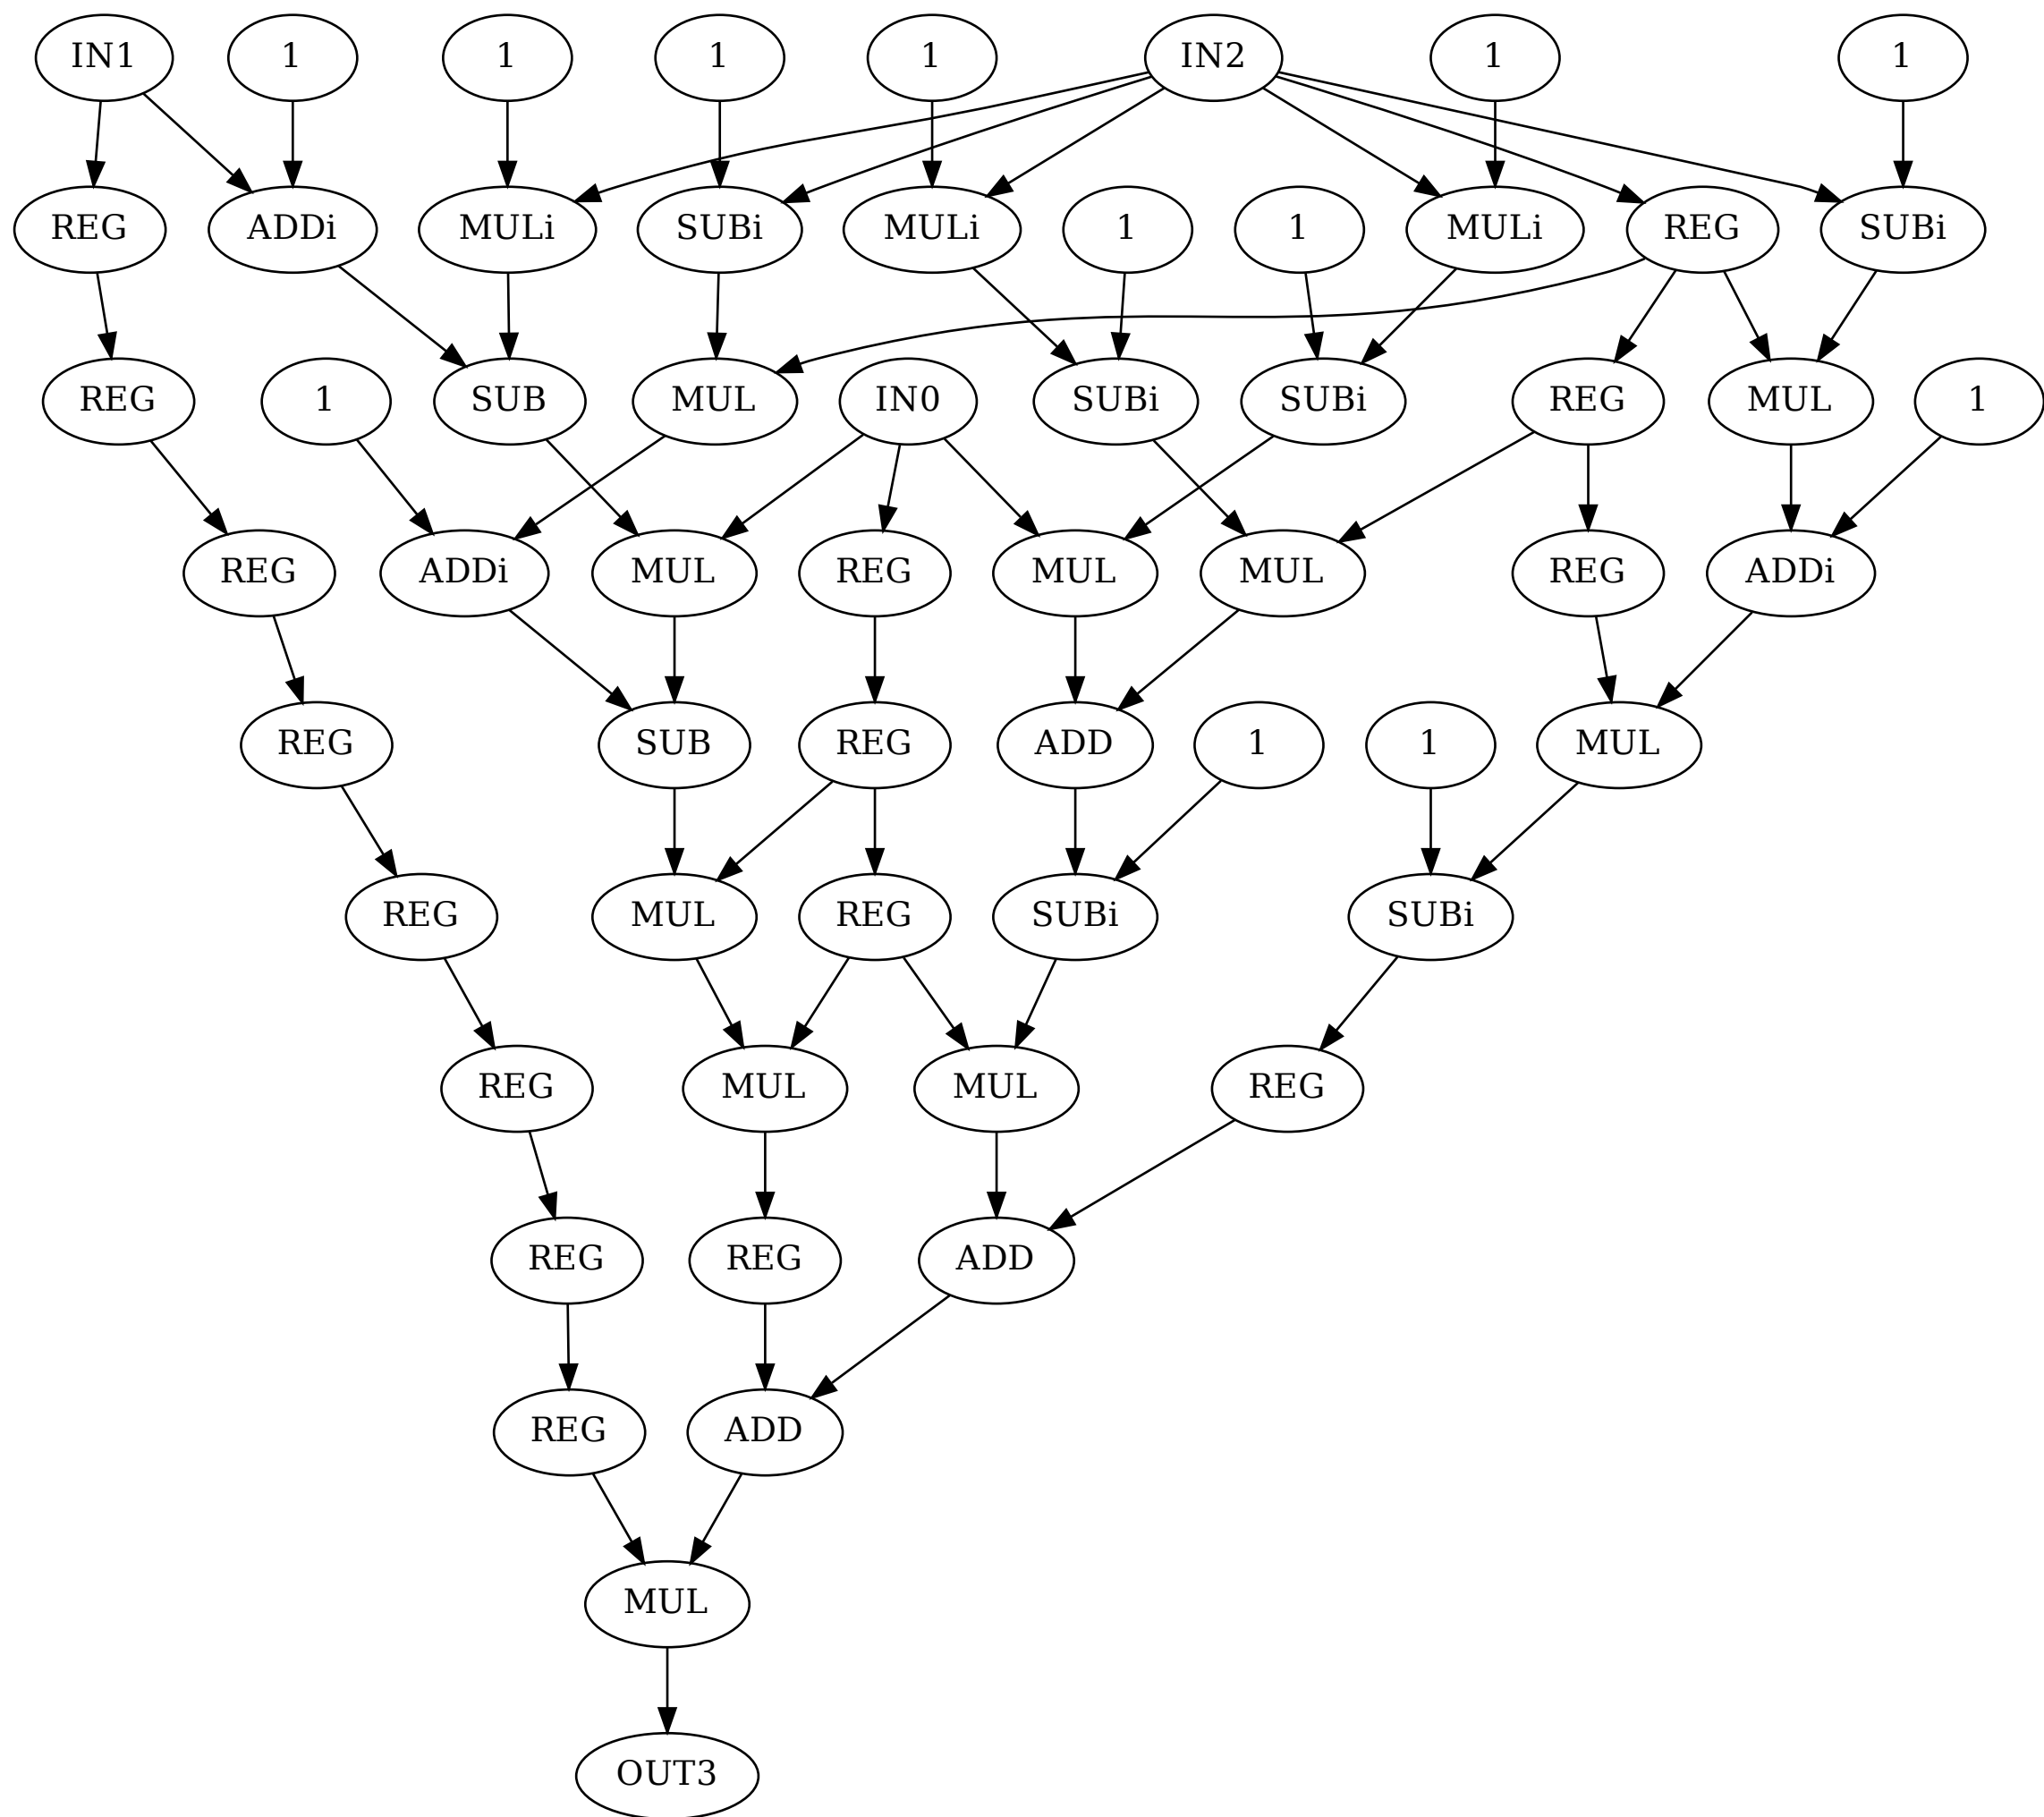 IN1 1 1 1 1 IN2 1 1
REG ADDi MULi SUBi MULi 1 1 MULi REG SUBi
REG 1 SUB MUL IN0 SUBi SUBi REG MUL 1
REG ADDi MUL REG MUL MUL REG ADDi
REG SUB REG ADD 1 1 MUL
REG MUL REG SUBi SUBi
REG MUL MUL REG
REG REG ADD
REG ADD
MUL
OUT3